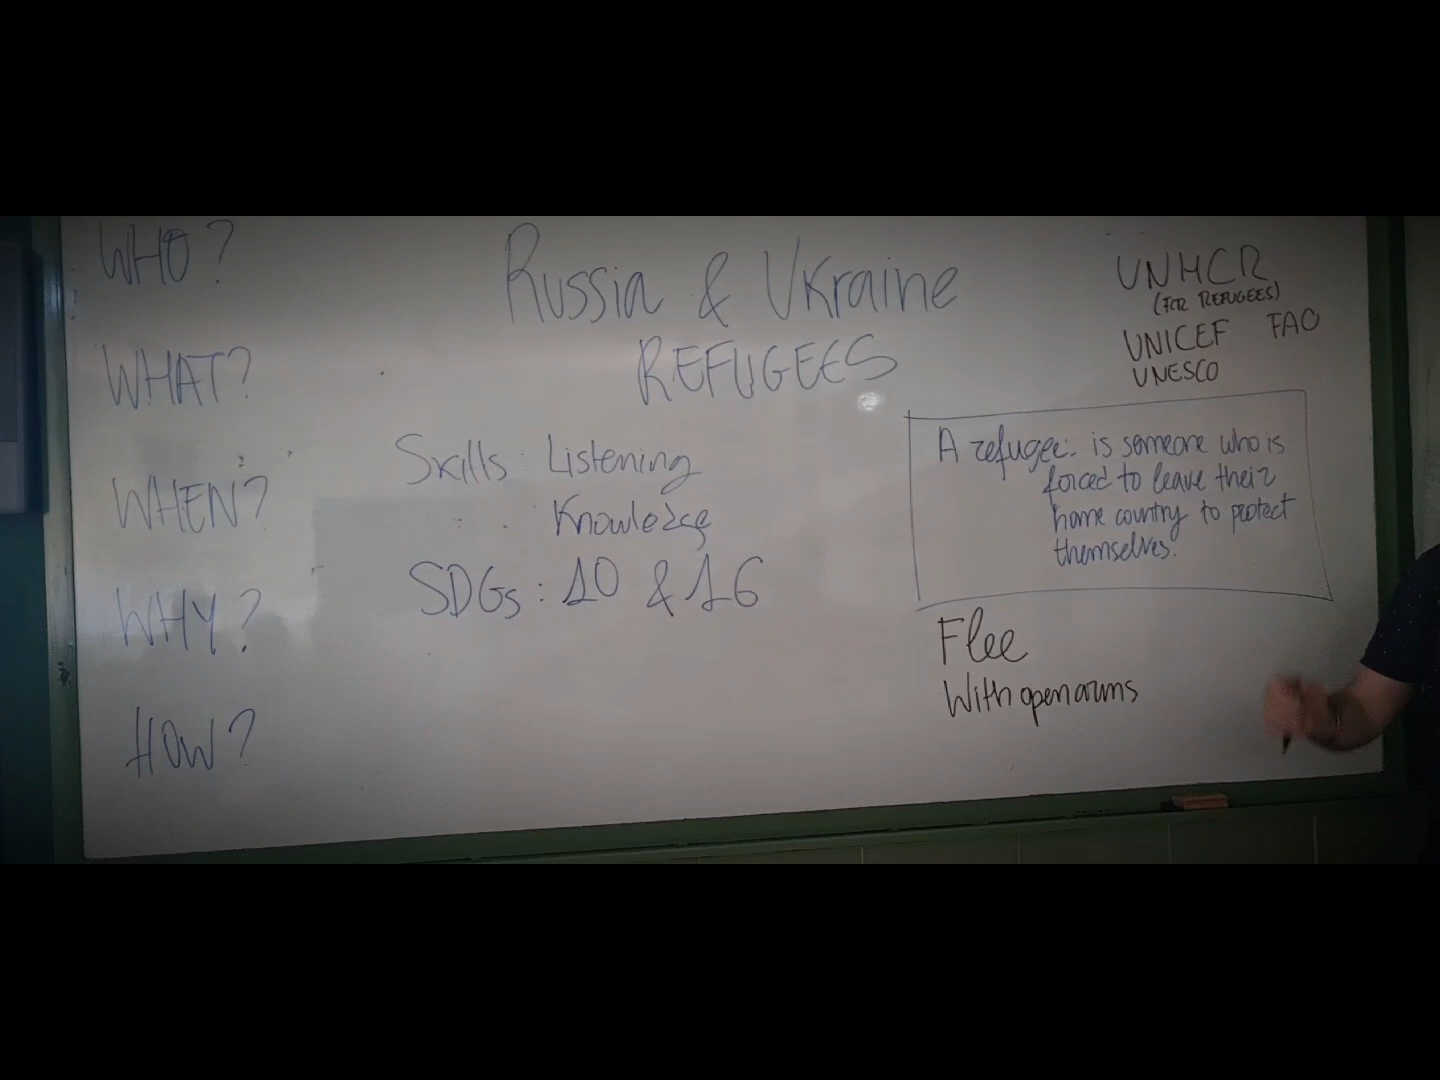 WHO?
WHAT?
WHEN?
WHY?
HOW?
Russia & Ukraine
REFUGEES
Skills: Listening
Knowledge
SDGs: 10 & 16
UNHCR
(FOR REFUGEES)
UNICEF FAO
UNESCO
A refugee: is someone who is
forced to leave their
home country to protect
themselves.
Flee
With open arms